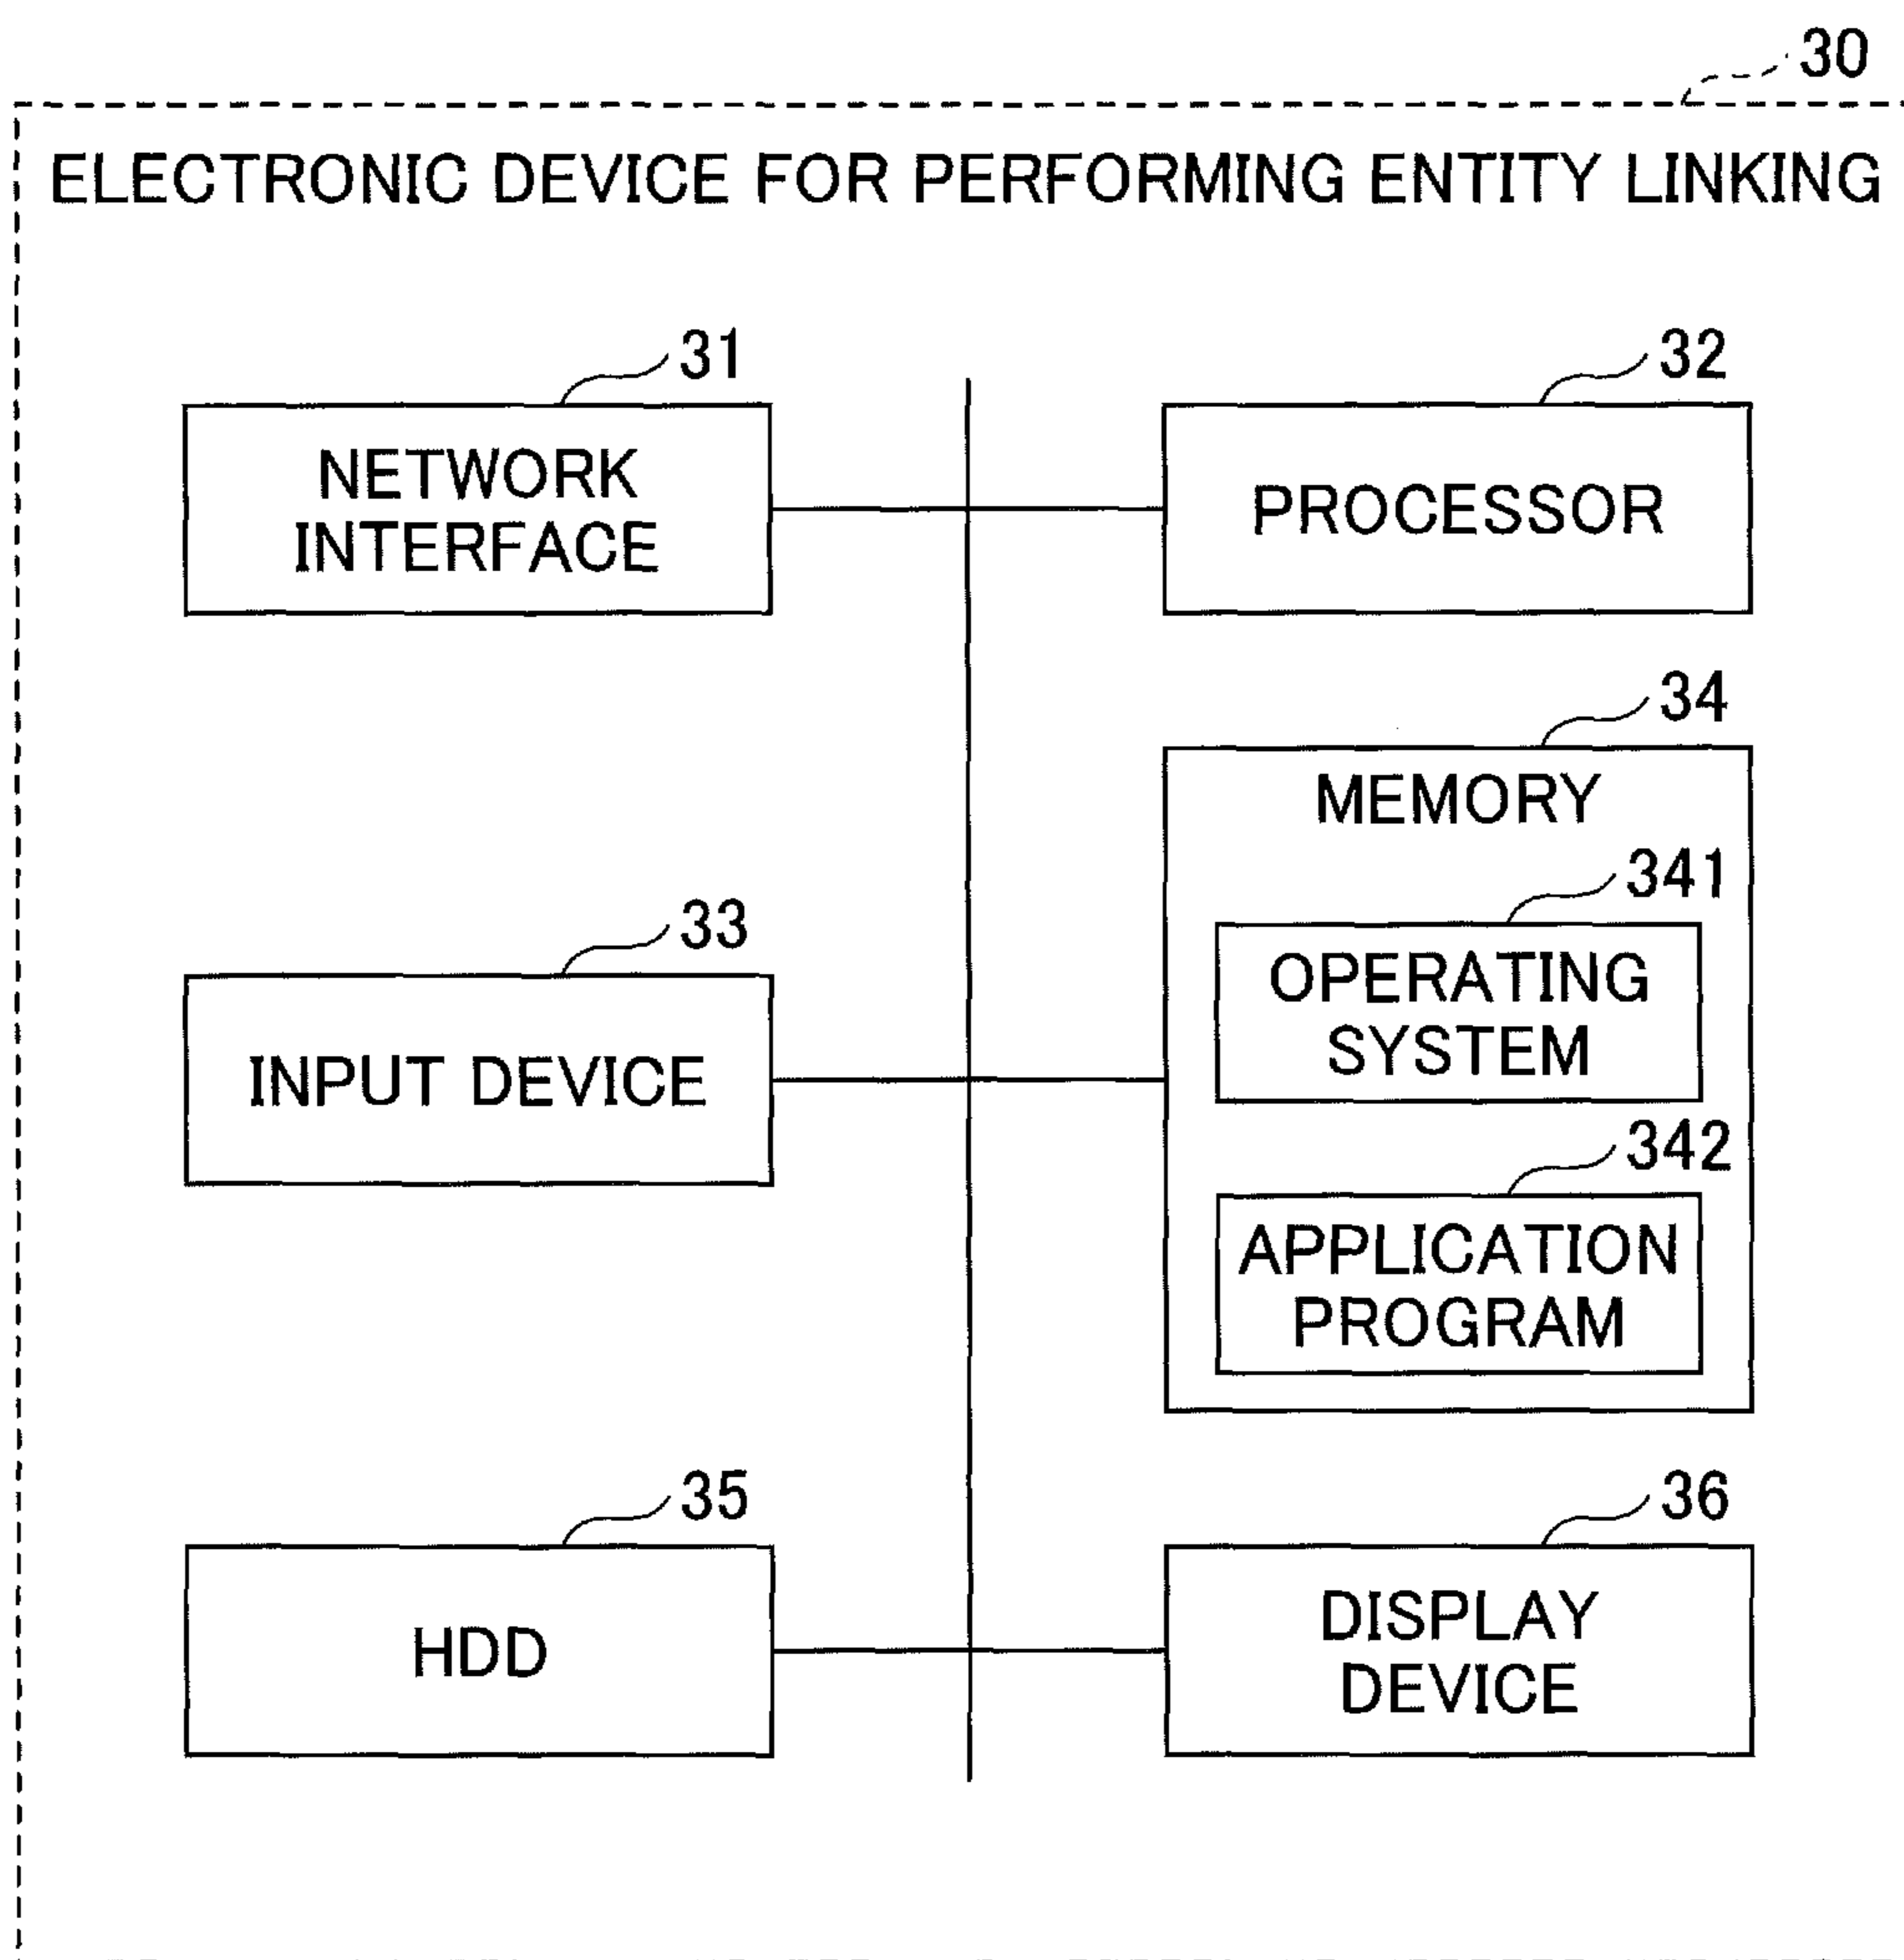 30
ELECTRONIC DEVICE FOR PERFORMING ENTITY LINKING
31
NETWORK
INTERFACE
32
PROCESSOR
33
INPUT DEVICE
34
MEMORY
341
OPERATING
SYSTEM
342
APPLICATION
PROGRAM
35
HDD
36
DISPLAY
DEVICE